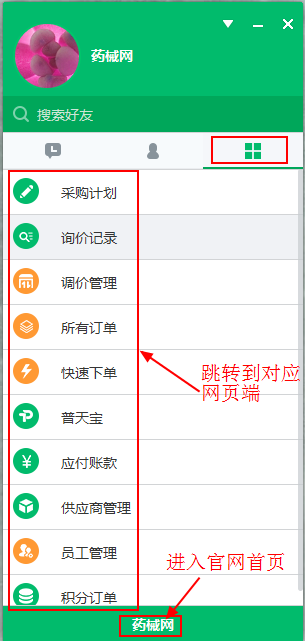 药械网
搜索好友
采购计划
询价记录
调价管理
所有订单
快速下单
普天宝
应付账款
供应商管理
员工管理
积分订单
跳转到对应
网页端
进入官网首页
药械网